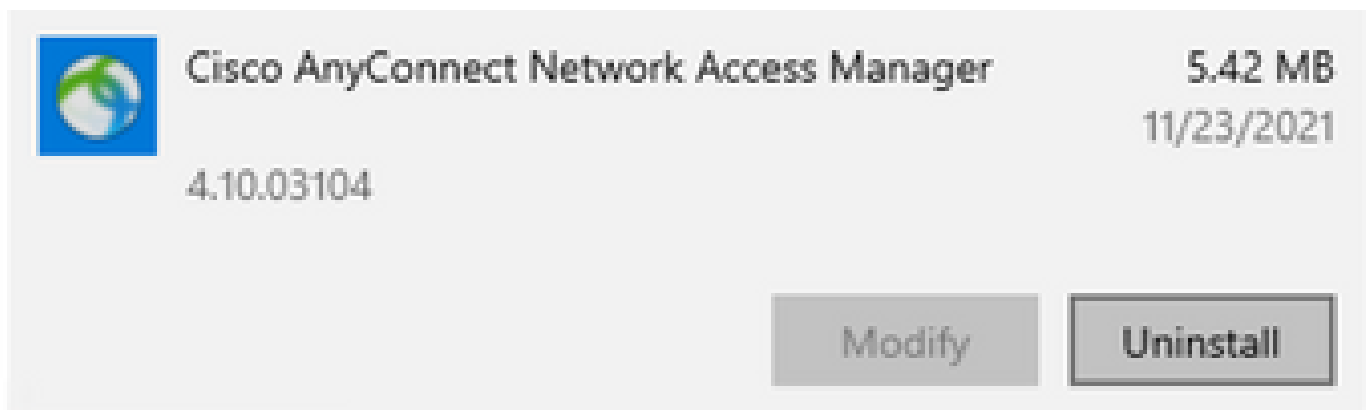 Cisco AnyConnect Network Access Manager 5.42 MB
11/23/2021
4.10.03104
Modify Uninstall